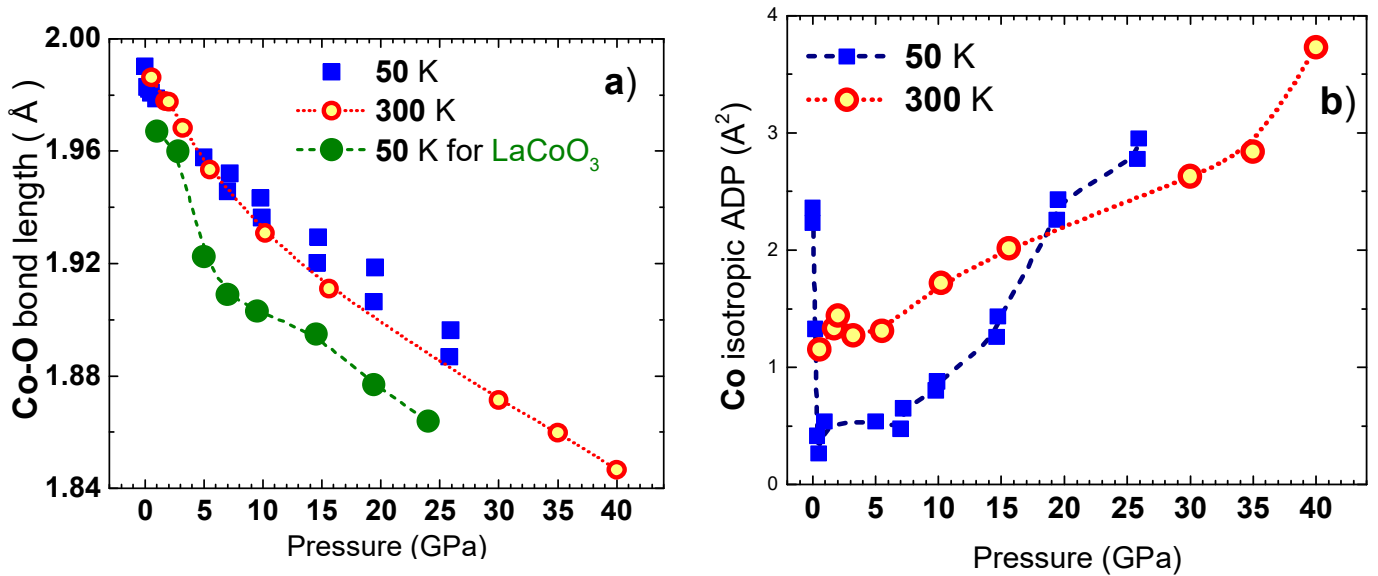 2.00
1.96
1.92
1.88
1.84
Co-O bond length ( Å )
a)
50 K
300 K
50 K for LaCoO₃
0 5 10 15 20 25 30 35 40
Pressure (GPa)
4
3
2
1
0
Co isotropic ADP (A²)
50 K
300 K
b)
0 5 10 15 20 25 30 35 40
Pressure (GPa)